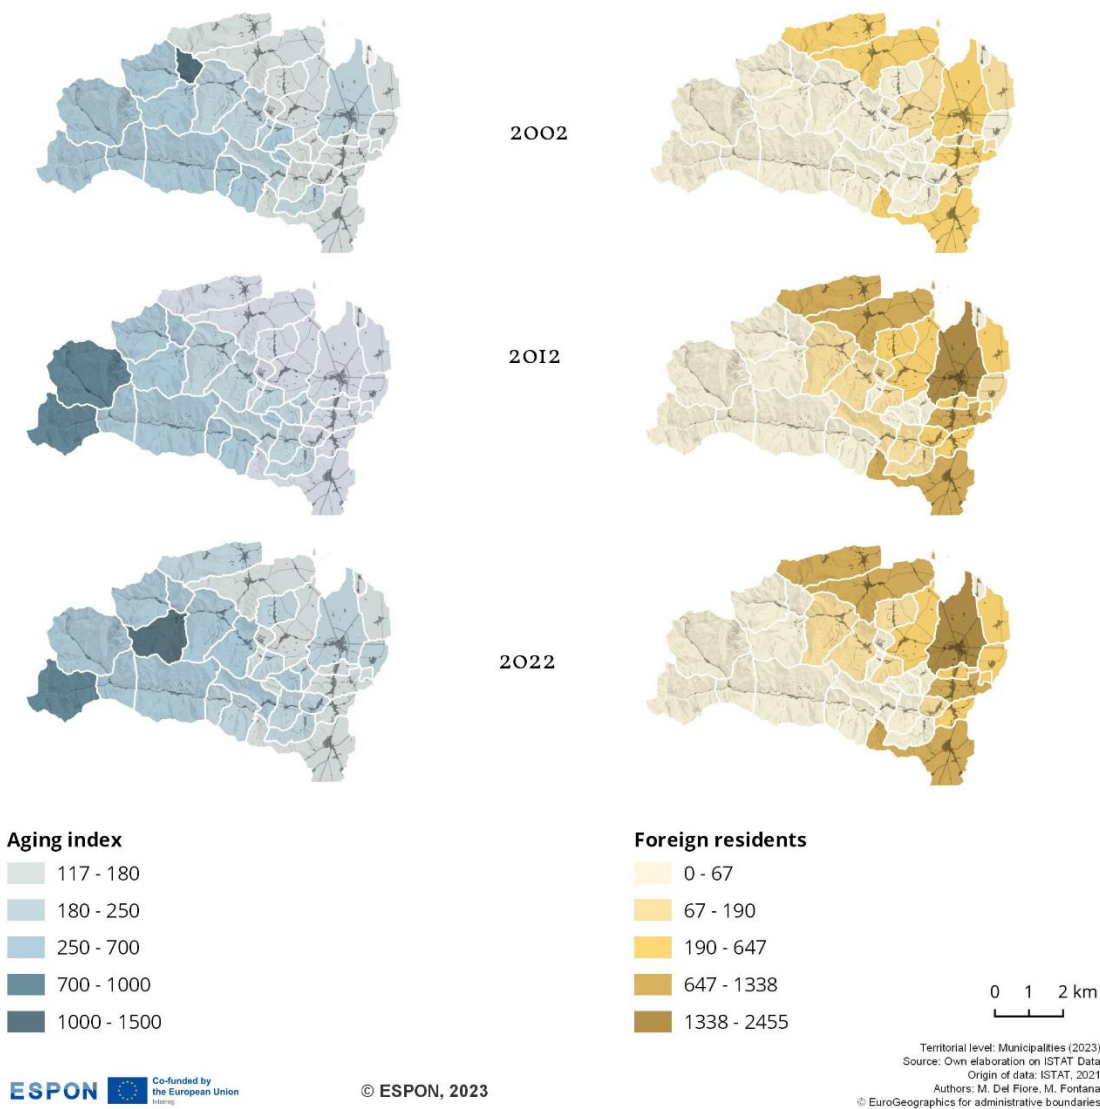 2002
2012
2022
Aging index
117 - 180
180 - 250
250 - 700
700 - 1000
1000 - 1500
Foreign residents
0 - 67
67 - 190
190 - 647
647 - 1338
1338 - 2455
0 1 2 km
Territorial level: Municipalities (2023)
Source: Own elaboration on ISTAT Data
Origin of data: ISTAT, 2021
Authors: M. Del Fiore, M. Fontana
© EuroGeographics for administrative boundaries
ESPON
Co-funded by
the European Union
Interreg
© ESPON, 2023